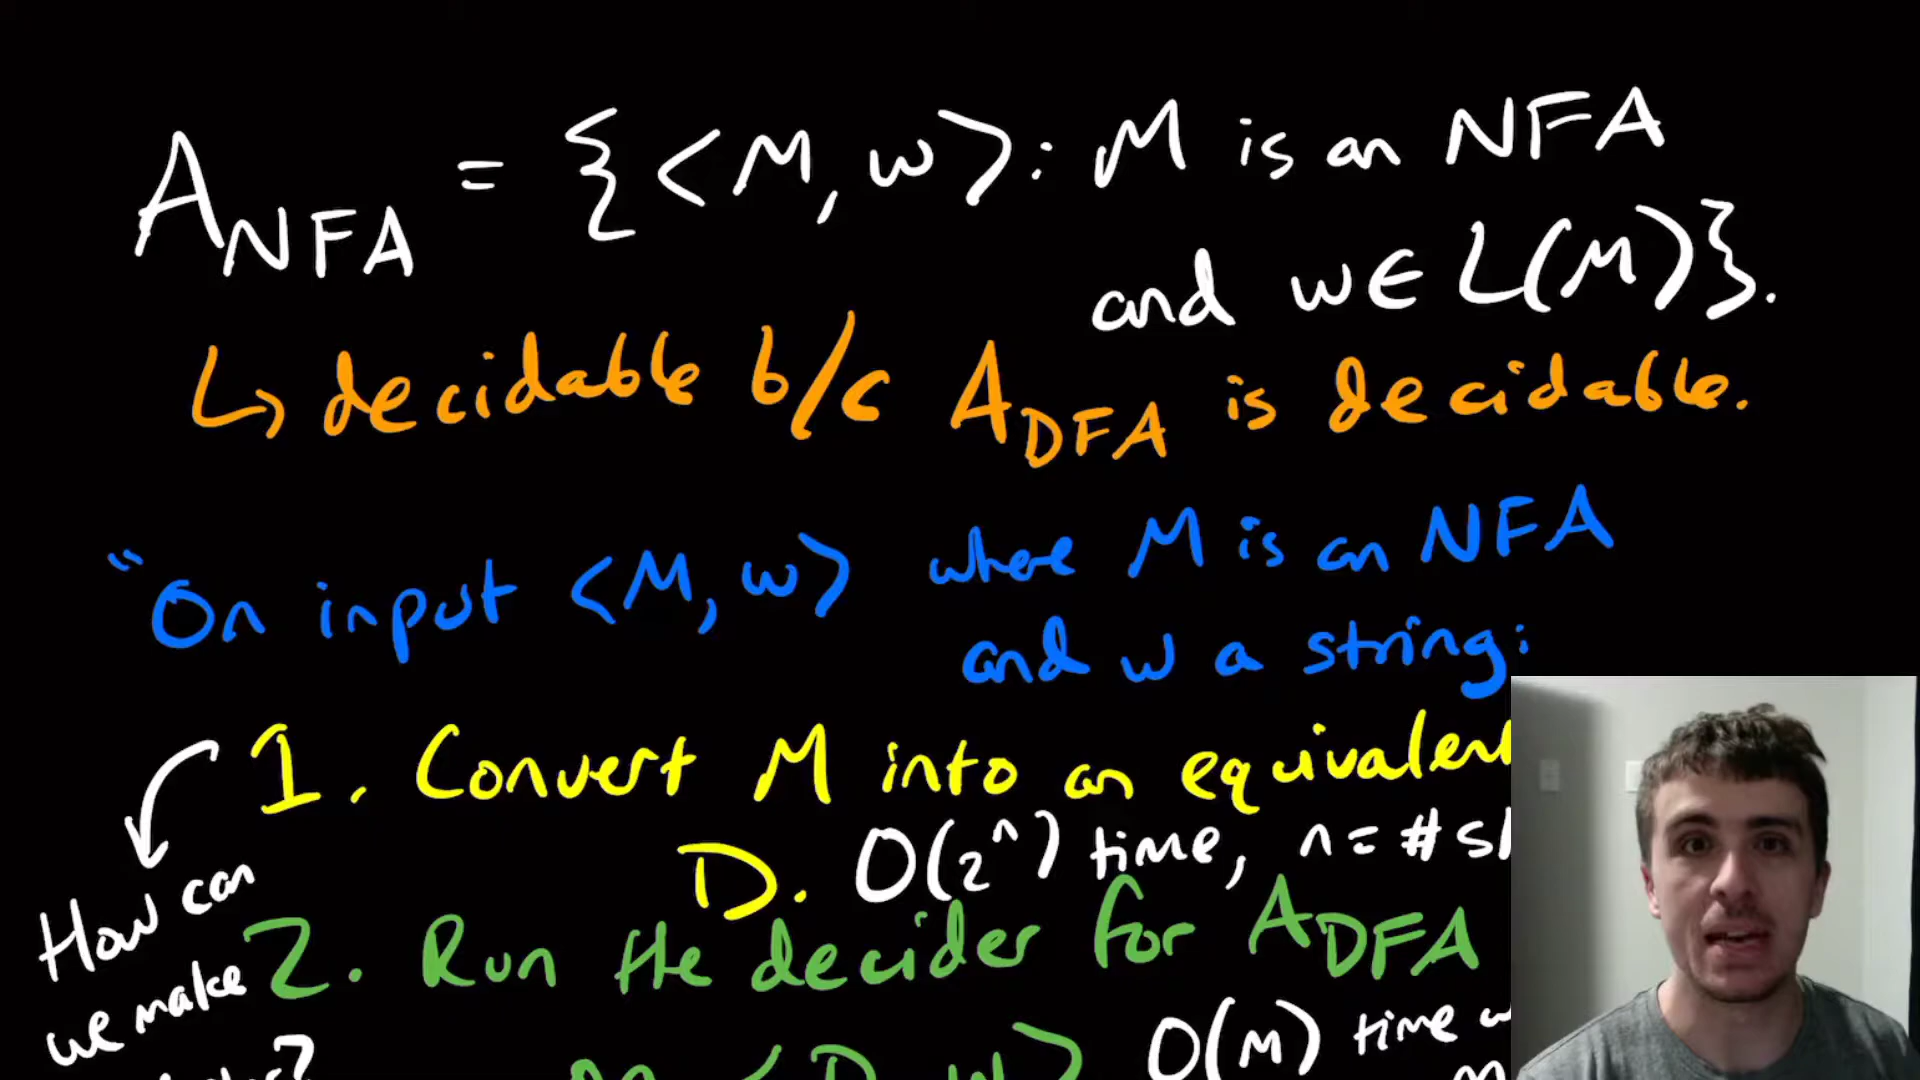 A_NFA = {<M, w>: M is an NFA
and w ∈ L(M)}.
↳ decidable b/c A_DFA is decidable.
"On input <M, w> where M is an NFA
and w a string:
1. Convert M into an equivalent
D. O(2^n) time, n = #
How can
we make
2. Run the decider for A_DFA
<D, w>. O(m) time